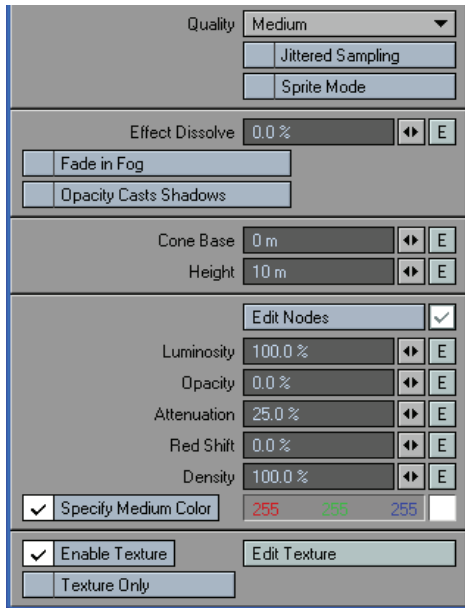 Quality Medium
Jittered Sampling
Sprite Mode
Effect Dissolve 0.0 % E
Fade in Fog
Opacity Casts Shadows
Cone Base 0 m E
Height 10 m E
Edit Nodes
Luminosity 100.0 % E
Opacity 0.0 % E
Attenuation 25.0 % E
Red Shift 0.0 % E
Density 100.0 % E
Specify Medium Color 255 255 255
Enable Texture Edit Texture
Texture Only